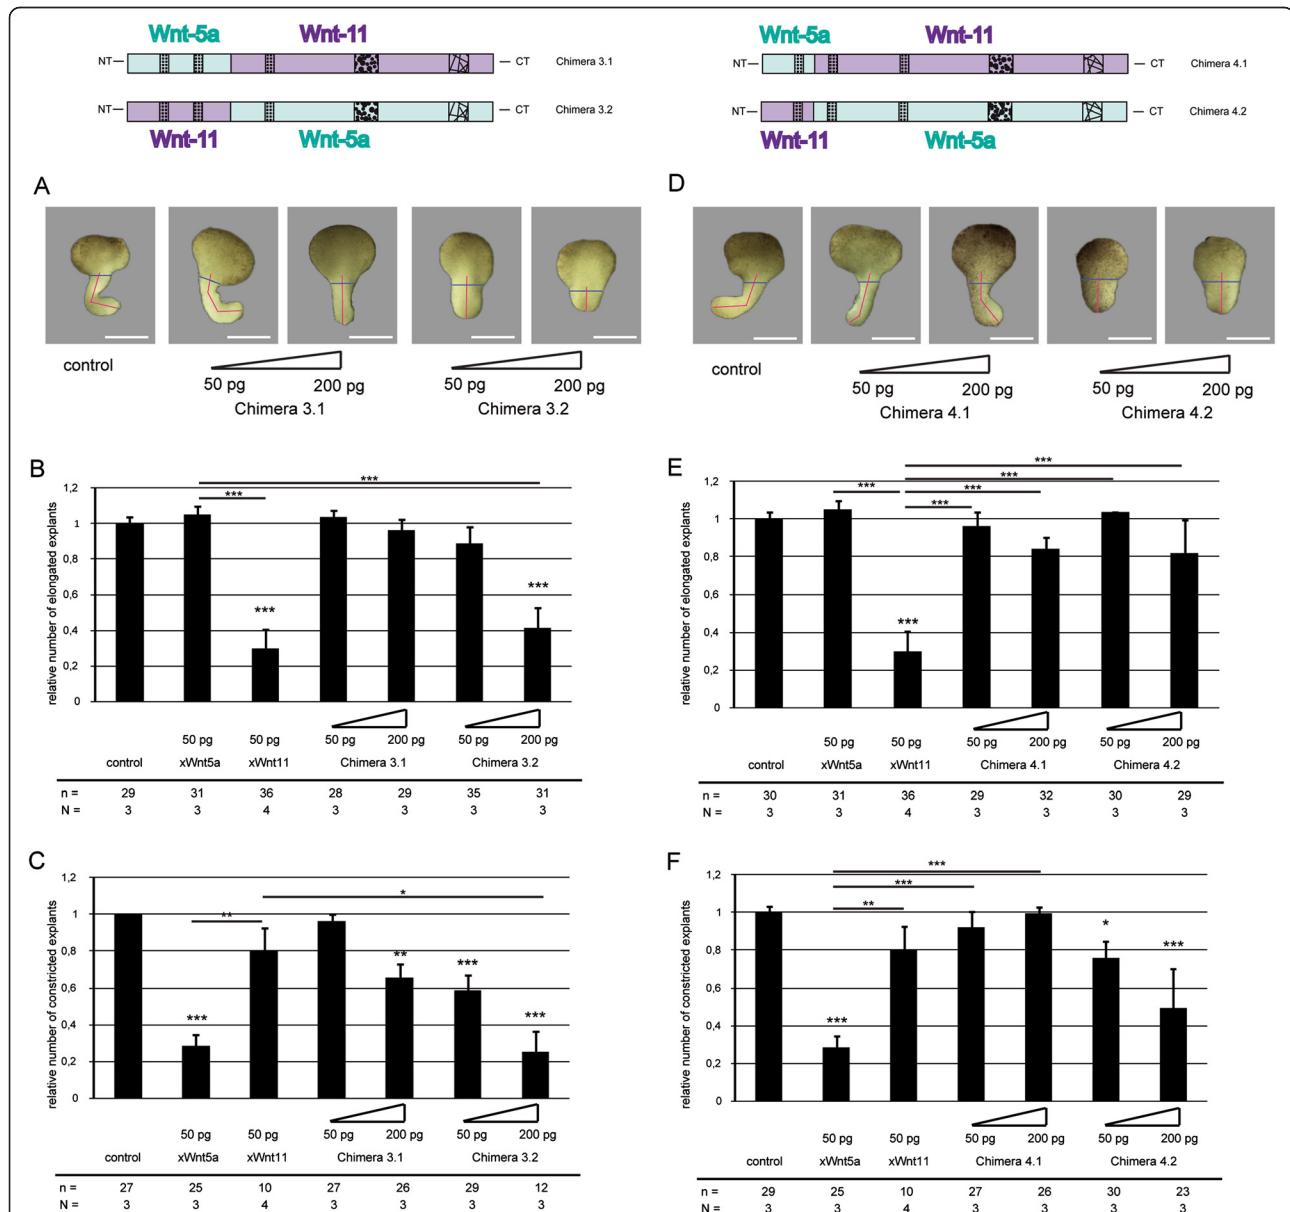 Wnt-5a Wnt-11
NT CT Chimera 3.1
NT CT Chimera 3.2
Wnt-11 Wnt-5a
Wnt-5a Wnt-11
NT CT Chimera 4.1
NT CT Chimera 4.2
Wnt-11 Wnt-5a
A
control
50 pg 200 pg 50 pg 200 pg
Chimera 3.1 Chimera 3.2
D
control
50 pg 200 pg 50 pg 200 pg
Chimera 4.1 Chimera 4.2
B
relative number of elongated explants
1,2
1
0,8
0,6
0,4
0,2
0
***
***
***
***
50 pg 50 pg 50 pg 200 pg 50 pg 200 pg
control xWnt5a xWnt11 Chimera 3.1 Chimera 3.2
n = 29 31 36 28 29 35 31
N = 3 3 4 3 3 3 3
E
relative number of elongated explants
1,2
1
0,8
0,6
0,4
0,2
0
***
***
*** ***
***
***
50 pg 50 pg 50 pg 200 pg 50 pg 200 pg
control xWnt5a xWnt11 Chimera 4.1 Chimera 4.2
n = 30 31 36 29 32 30 29
N = 3 3 4 3 3 3 3
C
relative number of constricted explants
1,2
1
0,8
0,6
0,4
0,2
0
*
**
** ***
*** ***
50 pg 50 pg 50 pg 200 pg 50 pg 200 pg
control xWnt5a xWnt11 Chimera 3.1 Chimera 3.2
n = 27 25 10 27 26 29 12
N = 3 3 4 3 3 3 3
F
relative number of constricted explants
1,2
1
0,8
0,6
0,4
0,2
0
***
***
**
*
***
***
50 pg 50 pg 50 pg 200 pg 50 pg 200 pg
control xWnt5a xWnt11 Chimera 4.1 Chimera 4.2
n = 29 25 10 27 26 30 23
N = 3 3 4 3 3 3 3